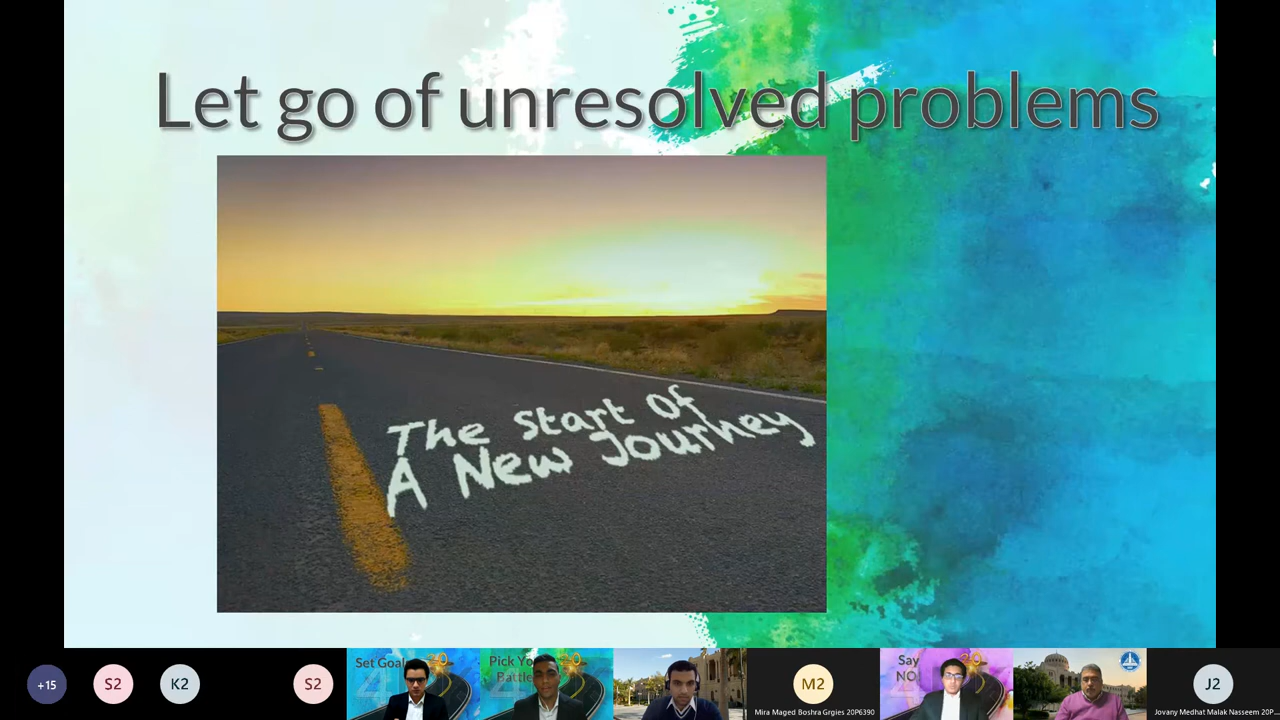 Let go of unresolved problems
The Start Of
A New Journey
+15
S2
K2
S2
Set Goal
Pick Yo
Battle
M2
Mira Maged Boshra Grgies 20P6390
Say
NO
J2
Jovany Medhat Malak Nasseem 20P...